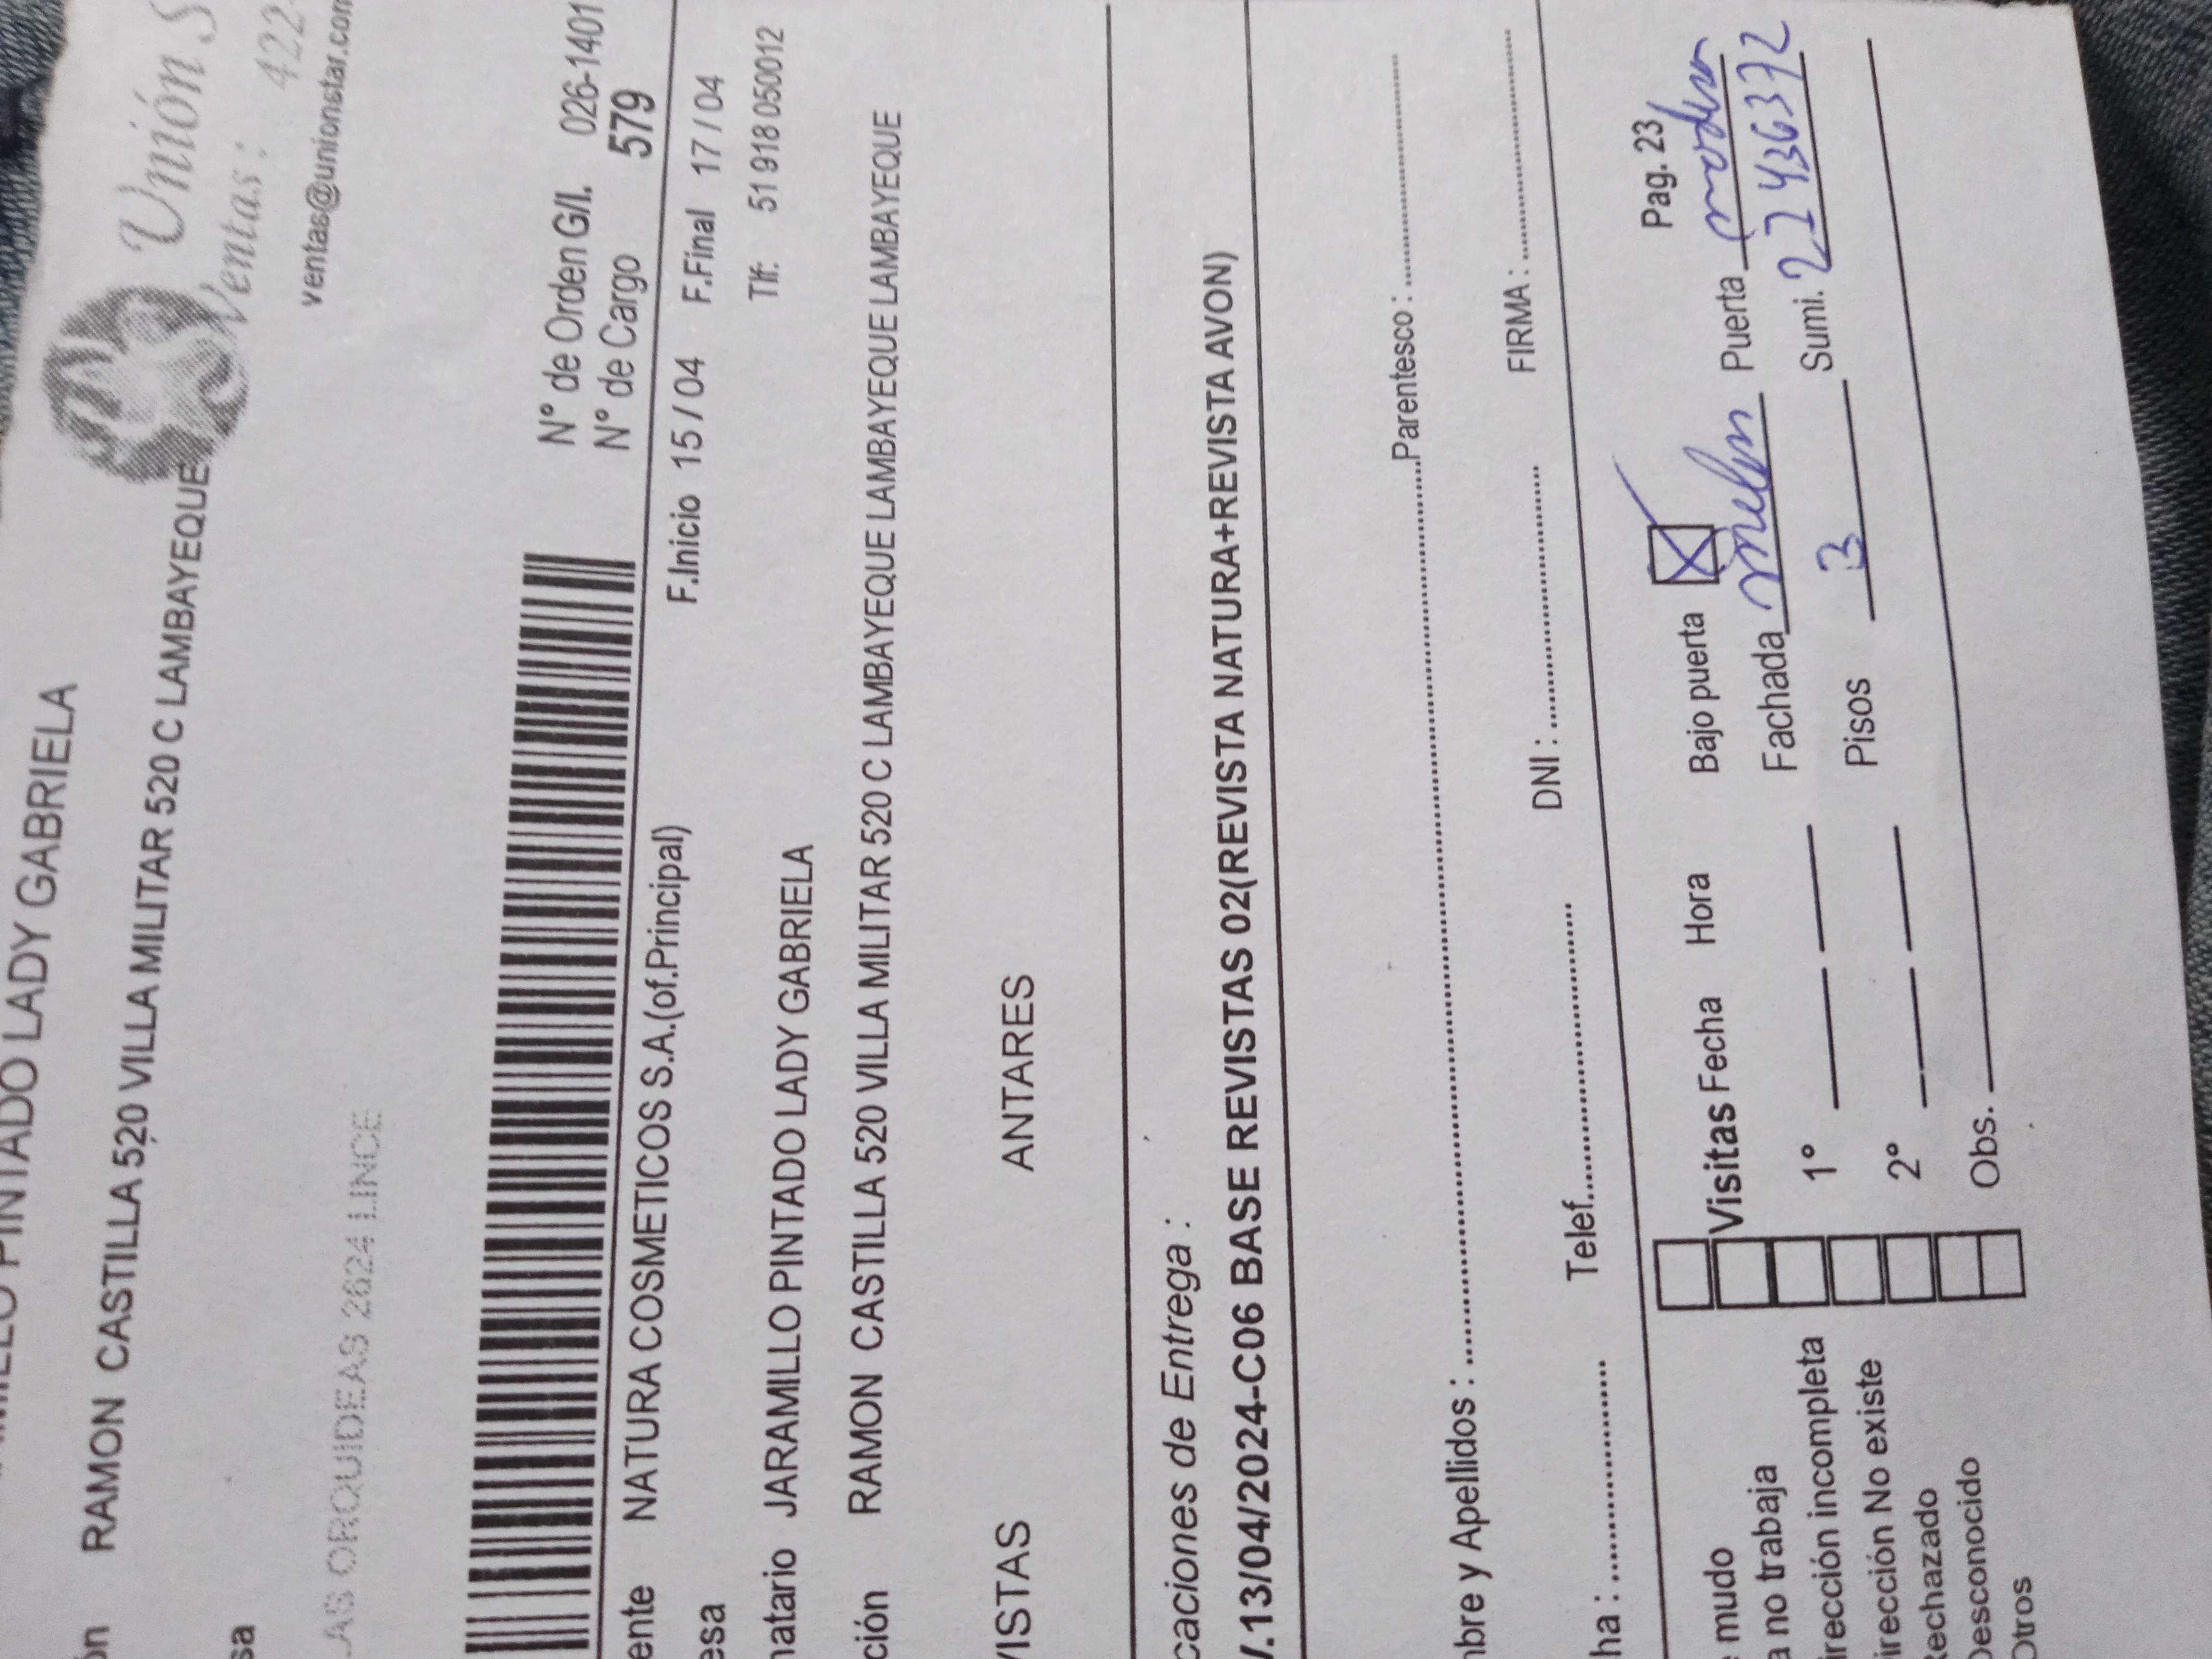 PINTADO LADY GABRIELA
RAMON CASTILLA 520 VILLA MILITAR 520 C LAMBAYEQUE
Unión S
Ventas: 422-
ventas@unionstar.com
sa
LAS ORQUIDEAS 2624 LINCE
N° de Orden G/I. 026-1401
N° de Cargo 579
ente NATURA COSMETICOS S.A.(of.Principal) F.Inicio 15/04 F.Final 17/04
esa
natario JARAMILLO PINTADO LADY GABRIELA Tlf: 51 918 050012
ción RAMON CASTILLA 520 VILLA MILITAR 520 C LAMBAYEQUE LAMBAYEQUE LAMBAYEQUE
VISTAS ANTARES
caciones de Entrega :
/.13/04/2024-C06 BASE REVISTAS 02(REVISTA NATURA+REVISTA AVON)
bre y Apellidos : Parentesco :
ha : Telef. DNI : FIRMA :
Pag. 23
mudo Visitas Fecha Hora Bajo puerta X Puerta
a no trabaja 1° Fachada melon Sumi. 22436372
irección incompleta 2° Pisos 3
irección No existe Obs.
Rechazado
Desconocido
Otros